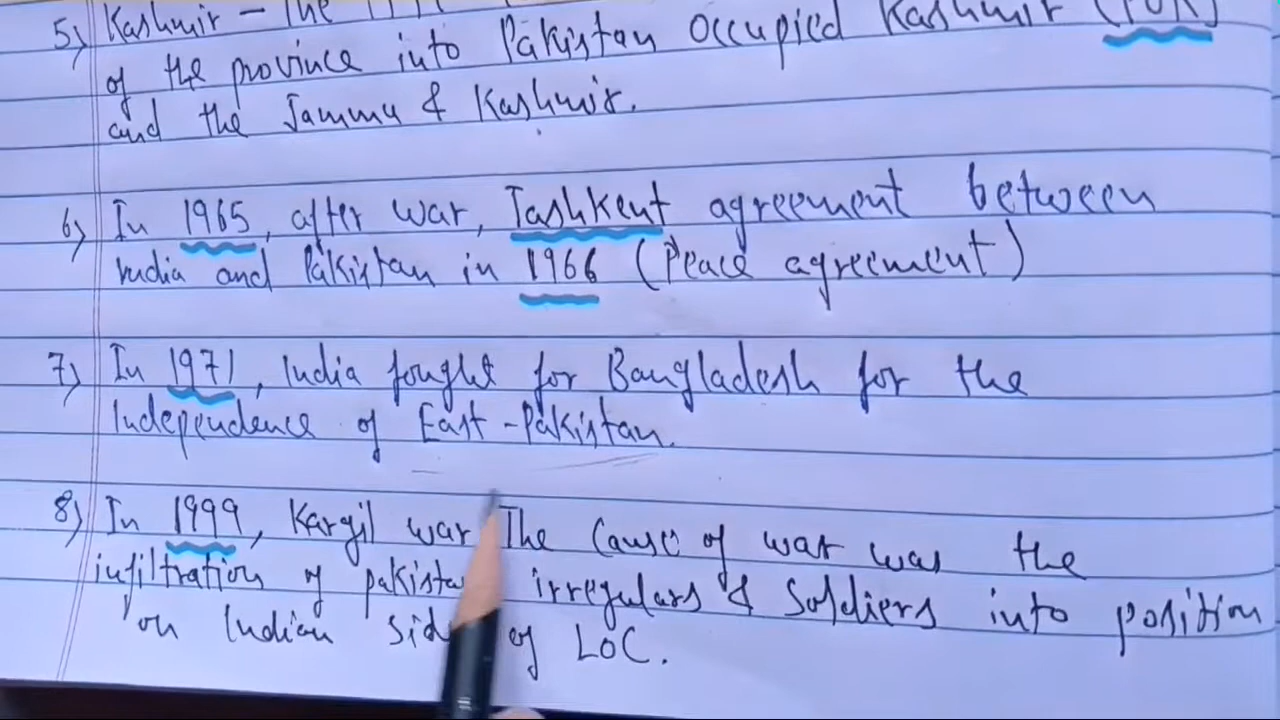 5) Kashmir - The
of the province into Pakistan Occupied Kashmir (POK)
and the Jammu & Kashmir.
6) In 1965, after war, Tashkent agreement between
India and Pakistan in 1966 (Peace agreement)
7) In 1971, India fought for Bangladesh for the
Independence of East-Pakistan.
8) In 1999, Kargil war The Cause of war was the
infiltration of pakistan irregulars & Soldiers into position
on Indian side of LOC.